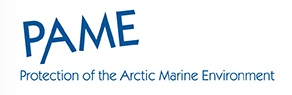 PAME
Protection of the Arctic Marine Environment